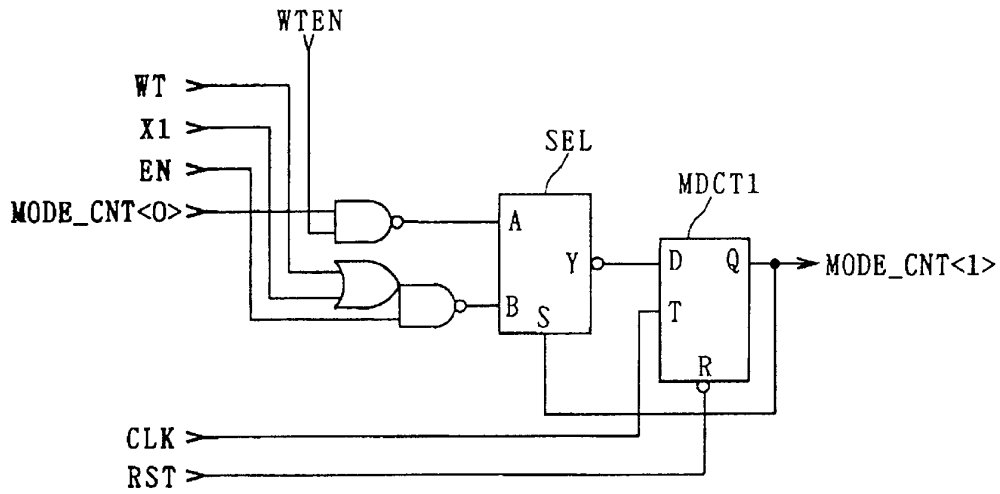 WTEN
WT
X1
EN
MODE_CNT<0>
SEL
MDCT1
A
B
S
Y
D
Q
T
R
MODE_CNT<1>
CLK
RST